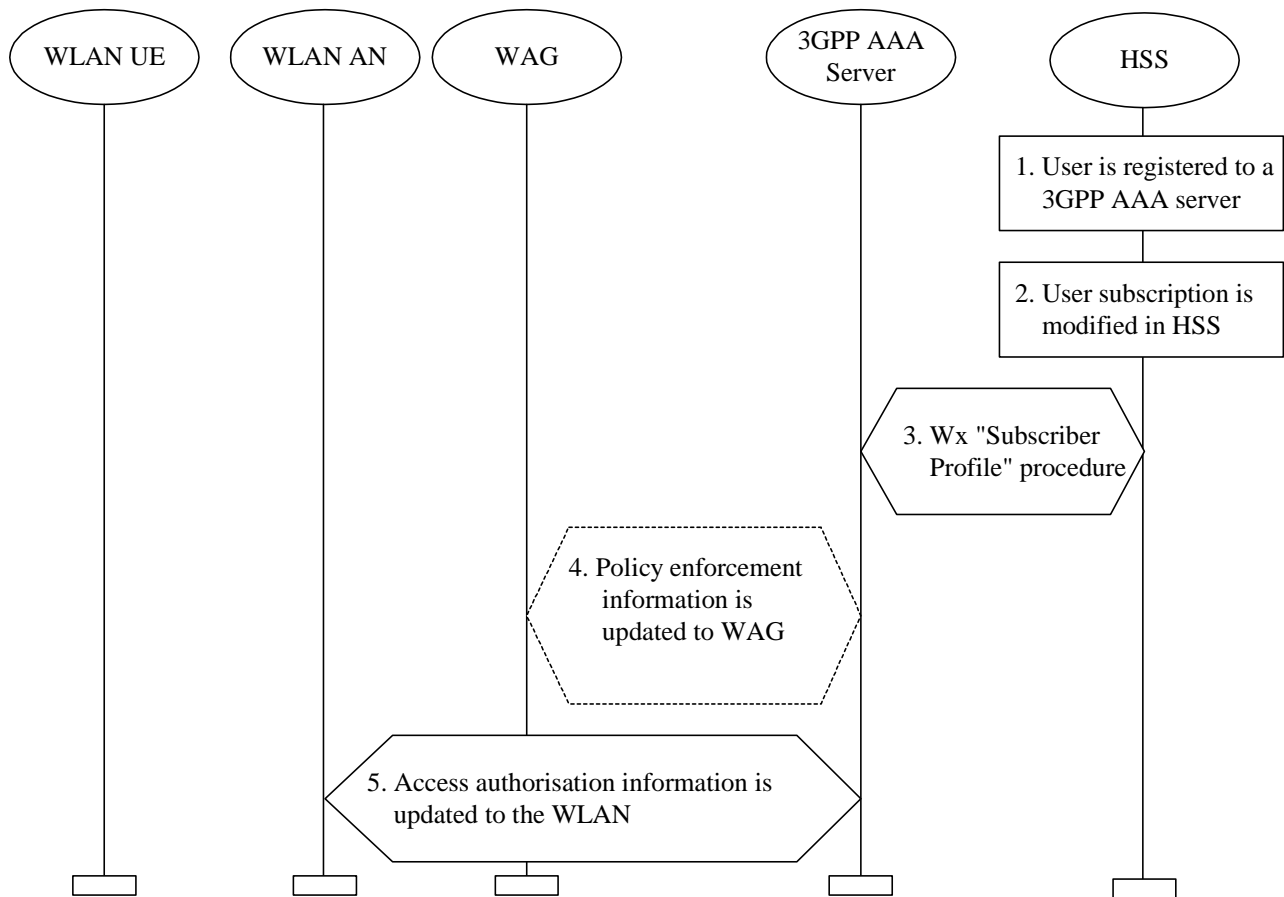 WLAN UE
WLAN AN
WAG
3GPP AAA
Server
HSS
1. User is registered to a
3GPP AAA server
2. User subscription is
modified in HSS
3. Wx "Subscriber
Profile" procedure
4. Policy enforcement
information is
updated to WAG
5. Access authorisation information is
updated to the WLAN